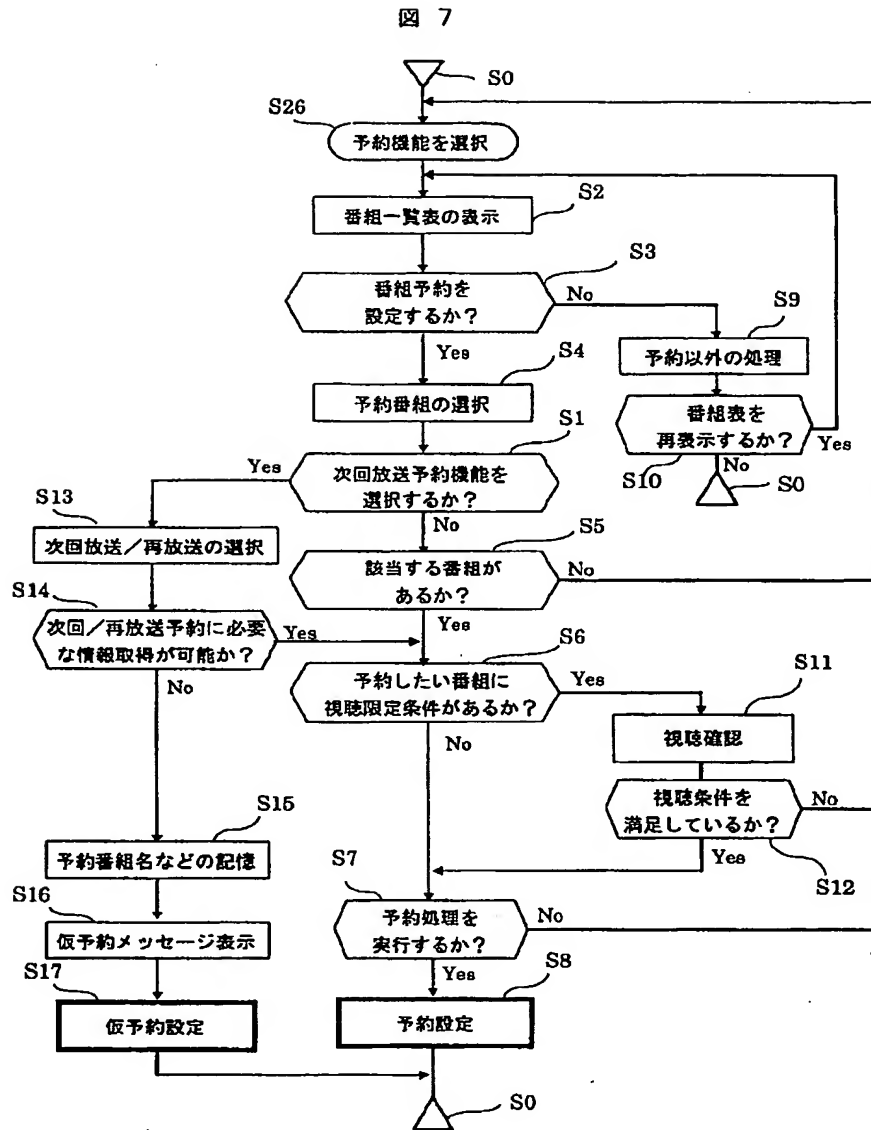 図 7
S0
S26
予約機能を選択
S2
番組一覧表の表示
S3
番組予約を
設定するか?
No
Yes
S9
予約以外の処理
S4
予約番組の選択
番組表を
再表示するか?
Yes
S10
No
S0
S1
次回放送予約機能を
選択するか?
Yes
No
S13
次回放送/再放送の選択
S5
該当する番組が
あるか?
No
Yes
S14
次回/再放送予約に必要
な情報取得が可能か?
Yes
No
S6
予約したい番組に
視聴限定条件があるか?
Yes
No
S11
視聴確認
視聴条件を
満足しているか?
No
Yes
S12
S15
予約番組名などの記憶
S16
仮予約メッセージ表示
S7
予約処理を
実行するか?
No
Yes
S17
仮予約設定
S8
予約設定
S0